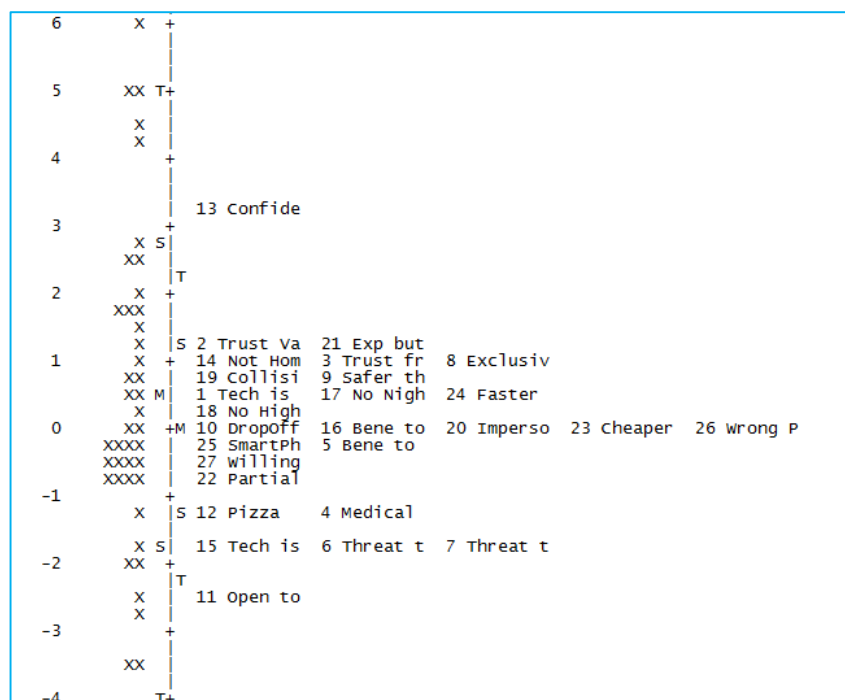 6 X +
|
|
|
5 XX T+
|
X |
X |
4 +
|
|
| 13 Confide
3 +
X S|
XX |
|T
2 X +
XXX |
X |
X |S 2 Trust Va 21 Exp but
1 X + 14 Not Hom 3 Trust fr 8 Exclusiv
XX | 19 Collisi 9 Safer th
XX M| 1 Tech is 17 No Nigh 24 Faster
X | 18 No High
0 XX +M 10 DropOff 16 Bene to 20 Imperso 23 Cheaper 26 Wrong P
XXXX | 25 SmartPh 5 Bene to
XXXX | 27 Willing
XXXX | 22 Partial
-1 +
X |S 12 Pizza 4 Medical
|
X S| 15 Tech is 6 Threat t 7 Threat t
-2 XX +
|T
X | 11 Open to
X |
-3 +
|
XX |
|
-4 T+